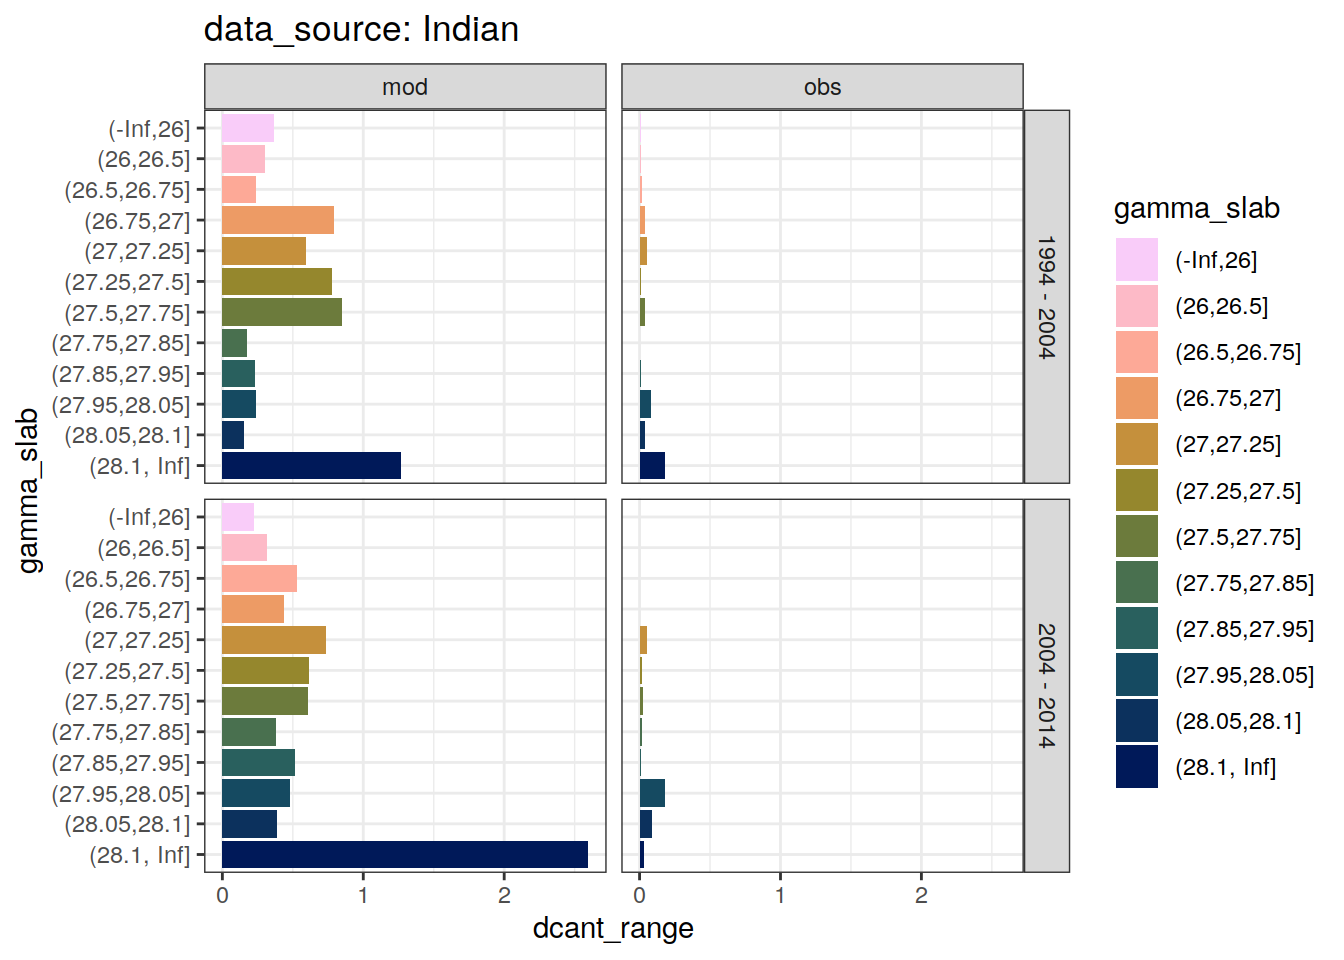 data_source: Indian
mod
obs
(-Inf,26]
(26,26.5]
(26.5,26.75]
(26.75,27]
(27,27.25]
(27.25,27.5]
(27.5,27.75]
(27.75,27.85]
(27.85,27.95]
(27.95,28.05]
(28.05,28.1]
(28.1, Inf]
1994 - 2004
(-Inf,26]
(26,26.5]
(26.5,26.75]
(26.75,27]
(27,27.25]
(27.25,27.5]
(27.5,27.75]
(27.75,27.85]
(27.85,27.95]
(27.95,28.05]
(28.05,28.1]
(28.1, Inf]
2004 - 2014
gamma_slab
0 1 2
0 1 2
dcant_range
gamma_slab
(-Inf,26]
(26,26.5]
(26.5,26.75]
(26.75,27]
(27,27.25]
(27.25,27.5]
(27.5,27.75]
(27.75,27.85]
(27.85,27.95]
(27.95,28.05]
(28.05,28.1]
(28.1, Inf]